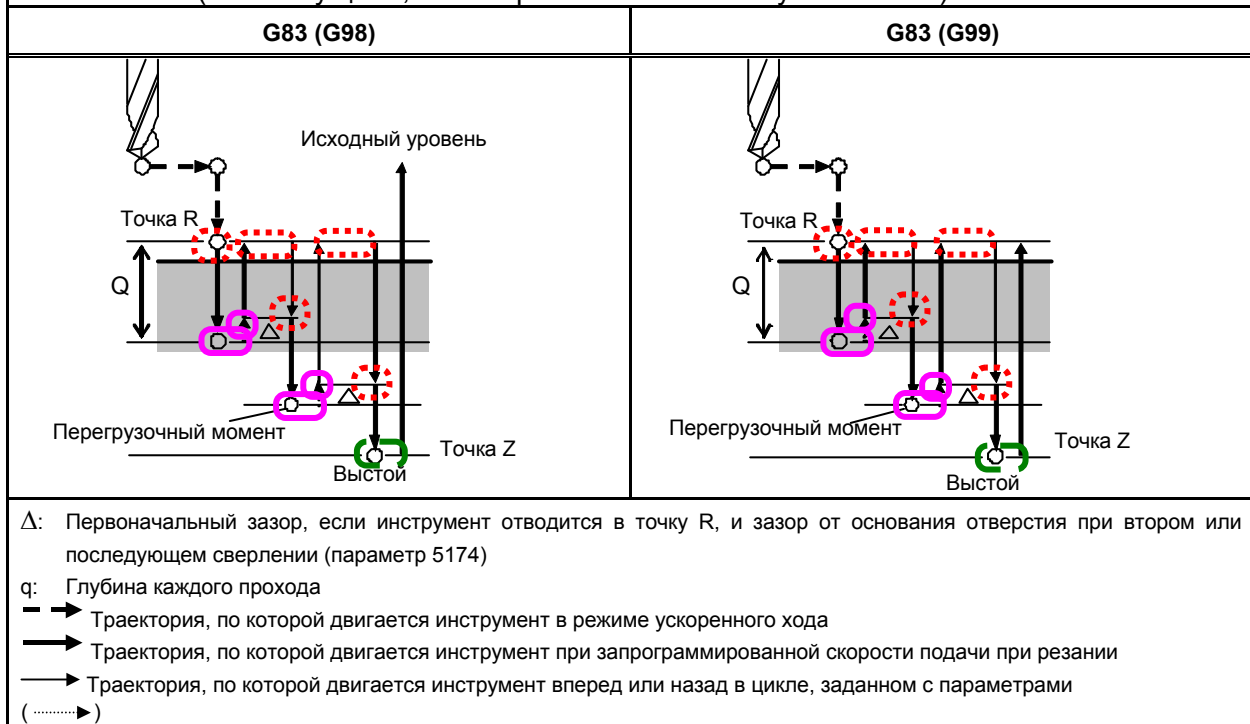 G83 (G98)
G83 (G99)
Исходный уровень
Точка R
Q
Δ
Δ
Перегрузочный момент
Точка Z
Выстой
Точка R
Q
Δ
Δ
Перегрузочный момент
Точка Z
Выстой
Δ: Первоначальный зазор, если инструмент отводится в точку R, и зазор от основания отверстия при втором или
последующем сверлении (параметр 5174)
q: Глубина каждого прохода
Траектория, по которой двигается инструмент в режиме ускоренного хода
Траектория, по которой двигается инструмент при запрограммированной скорости подачи при резании
Траектория, по которой двигается инструмент вперед или назад в цикле, заданном с параметрами
( )